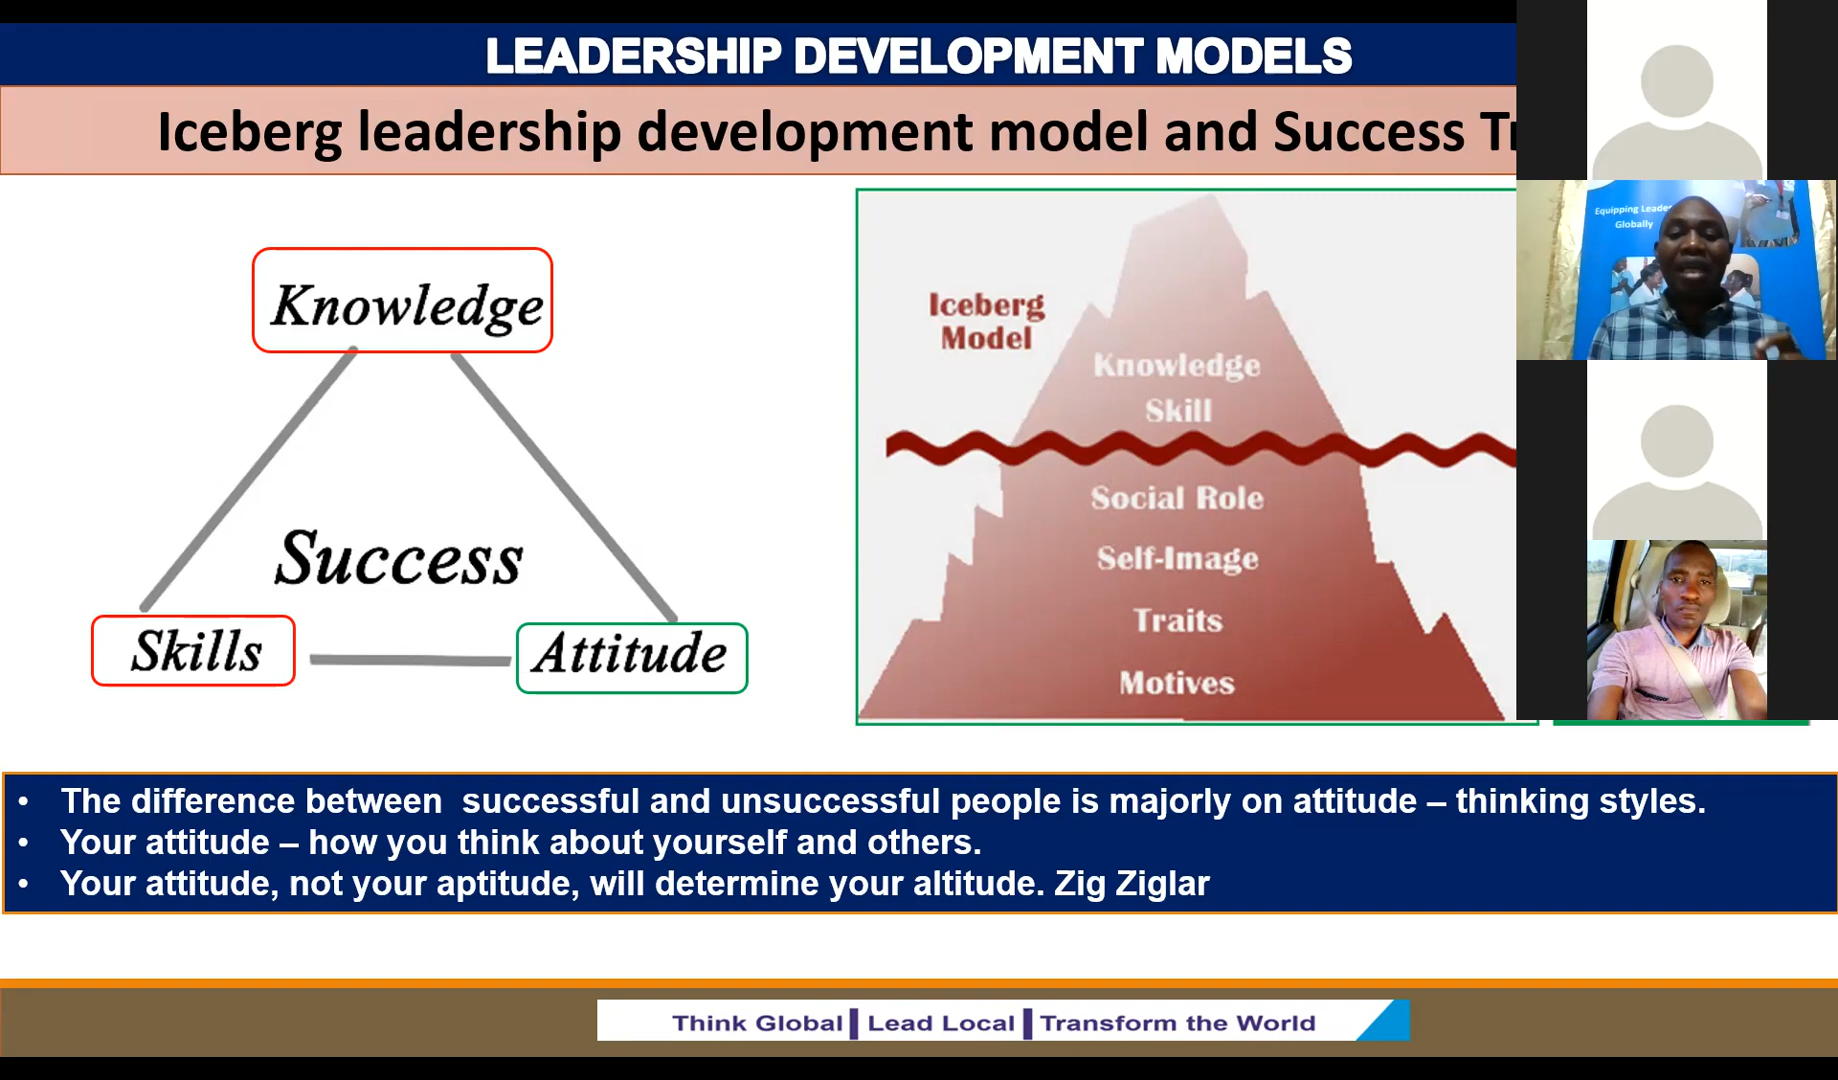 LEADERSHIP DEVELOPMENT MODELS
Iceberg leadership development model and Success
Knowledge
Success
Skills
Attitude
Iceberg
Model
Knowledge
Skill
Social Role
Self-Image
Traits
Motives
Equipping
Globally
• The difference between  successful and unsuccessful people is majorly on attitude – thinking styles.
• Your attitude – how you think about yourself and others.
• Your attitude, not your aptitude, will determine your altitude. Zig Ziglar
Think Global | Lead Local | Transform the World